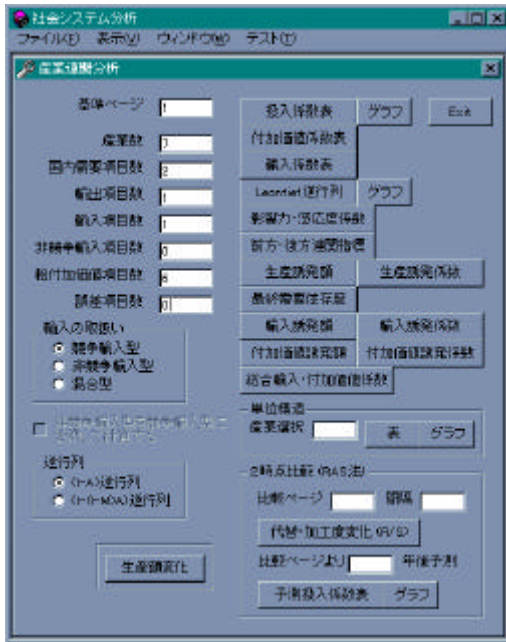 社会システム分析
ファイル(F) 表示(V) ウィンドウ(W) テスト(T)
産業連関分析
基準ページ 1
産業数 3
国内需要項目数 2
輸出項目数 1
輸入項目数 1
非競争輸入項目数 0
粗付加価値項目数 6
誤差項目数 0
輸入の取扱い
競争輸入型
非競争輸入型
混合型
逆行列
(I-A)逆行列
(I-(I-M)A)逆行列
生産額変化
投入係数表 グラフ Exit
付加価値係数表
輸入係数表
Leontief 逆行列 グラフ
影響力・感応度係数
前方・後方連関指標
生産誘発額 生産誘発係数
最終需要依存度
輸入誘発額 輸入誘発係数
付加価値誘発額 付加価値誘発係数
総合輸入・付加価値係数
単位構造
産業選択 表 グラフ
2時点比較 (RAS法)
比較ページ 間隔
代替・加工度変化 (R/S)
比較ページより 年後予測
予測投入係数表 グラフ